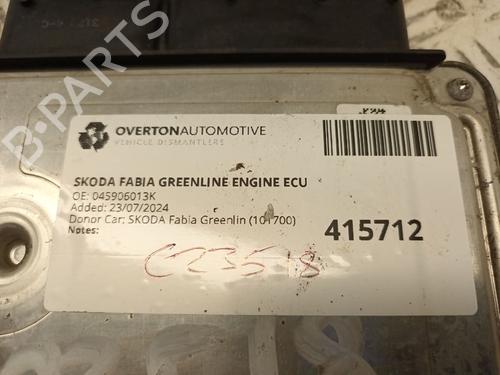 B-PARTS
OVERTONAUTOMOTIVE
VEHICLE DISMANTLERS
SKODA FABIA GREENLINE ENGINE ECU
OE: 045906013K
Added: 23/07/2024
Donor Car: SKODA Fabia Greenlin (101700)
Notes:
415712
C23518